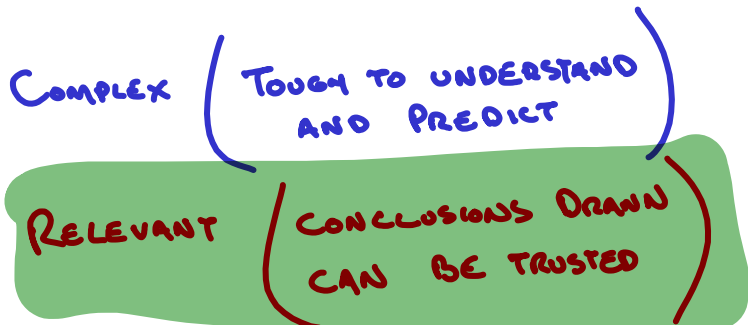 COMPLEX (TOUGH TO UNDERSTAND
AND PREDICT)
RELEVANT (CONCLUSIONS DRAWN
CAN BE TRUSTED)